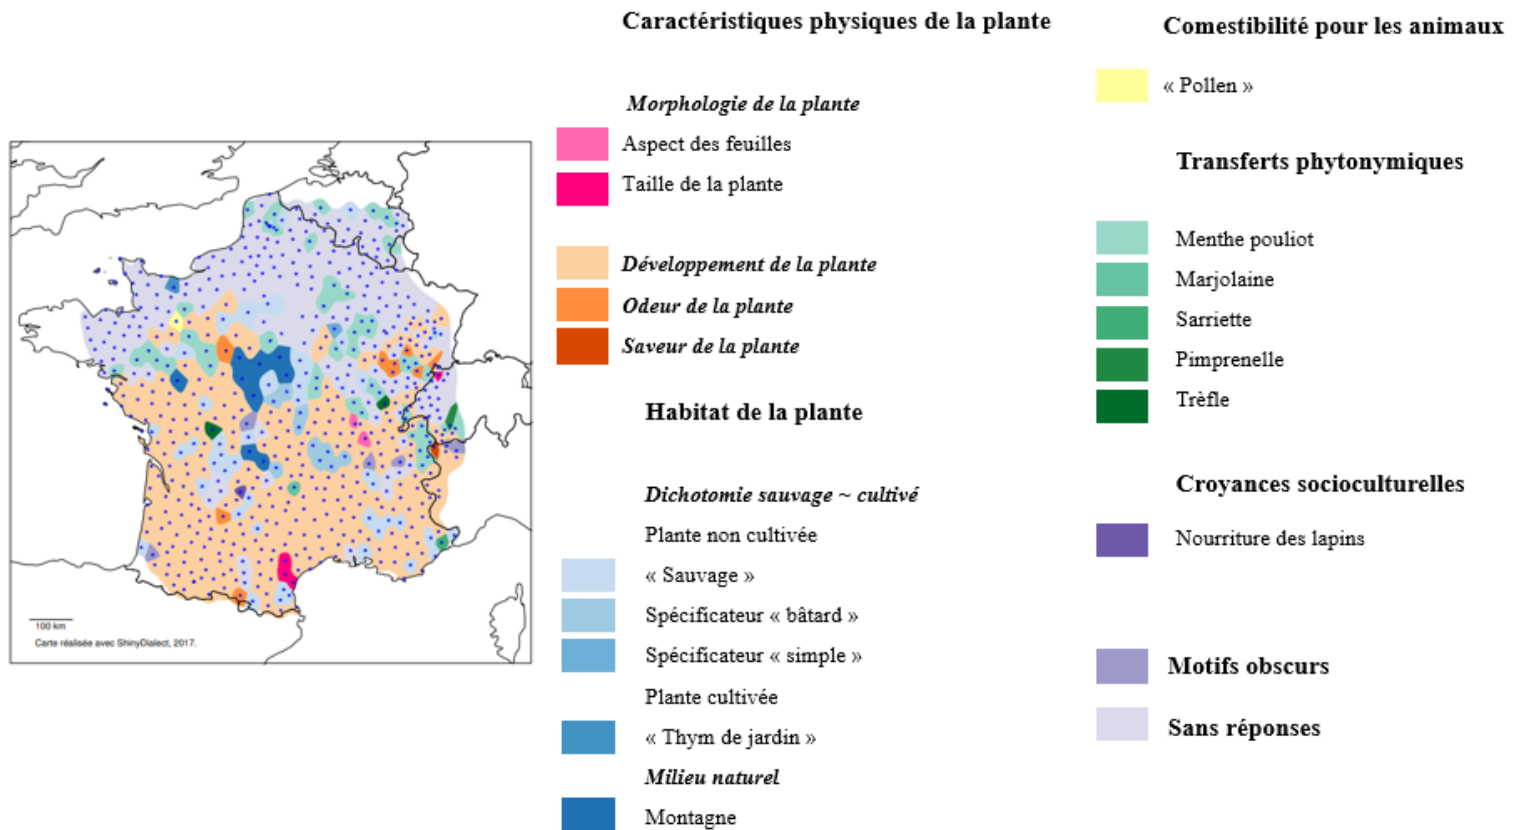 Caractéristiques physiques de la plante
Morphologie de la plante
Aspect des feuilles
Taille de la plante
Développement de la plante
Odeur de la plante
Saveur de la plante
Habitat de la plante
Dichotomie sauvage ~ cultivé
Plante non cultivée
« Sauvage »
Spécificateur « bâtard »
Spécificateur « simple »
Plante cultivée
« Thym de jardin »
Milieu naturel
Montagne
Comestibilité pour les animaux
« Pollen »
Transferts phytonymiques
Menthe pouliot
Marjolaine
Sarriette
Pimprenelle
Trèfle
Croyances socioculturelles
Nourriture des lapins
Motifs obscurs
Sans réponses
100 km
Carte réalisée avec ShinyDialect, 2017.